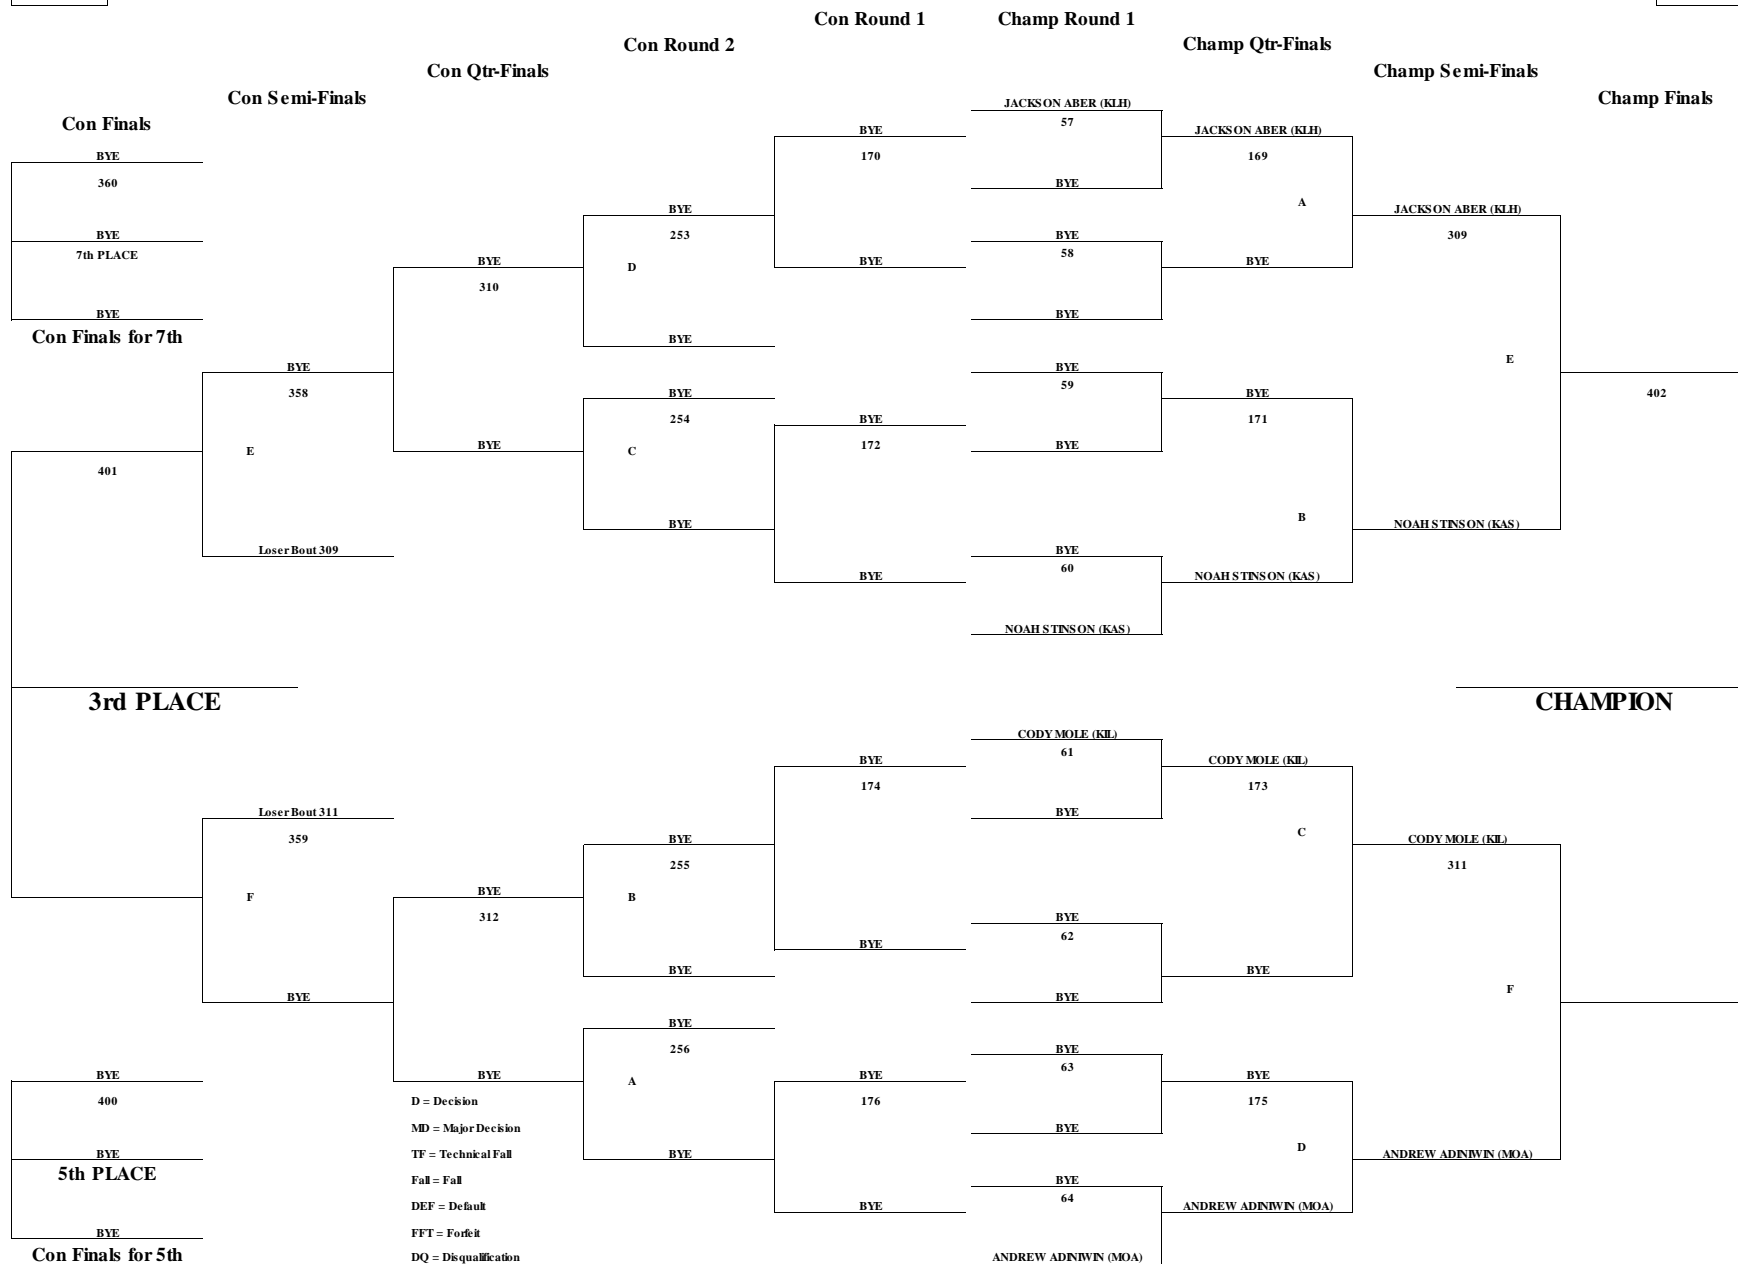 Con Round 1
Champ Round 1
Con Round 2
Champ Qtr-Finals
Con Qtr-Finals
Champ Semi-Finals
Con Semi-Finals
Champ Finals
Con Finals
JACKSON ABER (KLH)
57
BYE
JACKSON ABER (KLH)
BYE
170
169
BYE
360
BYE
A
BYE
JACKSON ABER (KLH)
BYE
BYE
253
309
7th PLACE
58
BYE
D
BYE
BYE
310
BYE
BYE
Con Finals for 7th
BYE
E
BYE
BYE
59
358
BYE
BYE
402
254
BYE
171
BYE
172
BYE
E
C
BYE
401
B
BYE
NOAH STINSON (KAS)
Loser Bout 309
BYE
60
BYE
NOAH STINSON (KAS)
NOAH STINSON (KAS)
3rd PLACE
CHAMPION
CODY MOLE (KIL)
61
BYE
CODY MOLE (KIL)
174
173
Loser Bout 311
BYE
359
C
BYE
CODY MOLE (KIL)
255
311
BYE
F
B
312
BYE
62
BYE
BYE
BYE
F
BYE
BYE
BYE
256
BYE
63
BYE
BYE
BYE
BYE
A
400
D = Decision
176
175
MD = Major Decision
BYE
D
BYE
TF = Technical Fall
BYE
ANDREW ADINIWIN (MOA)
5th PLACE
Fall = Fall
BYE
64
DEF = Default
BYE
ANDREW ADINIWIN (MOA)
BYE
FFT = Forfeit
Con Finals for 5th
DQ = Disqualification
ANDREW ADINIWIN (MOA)